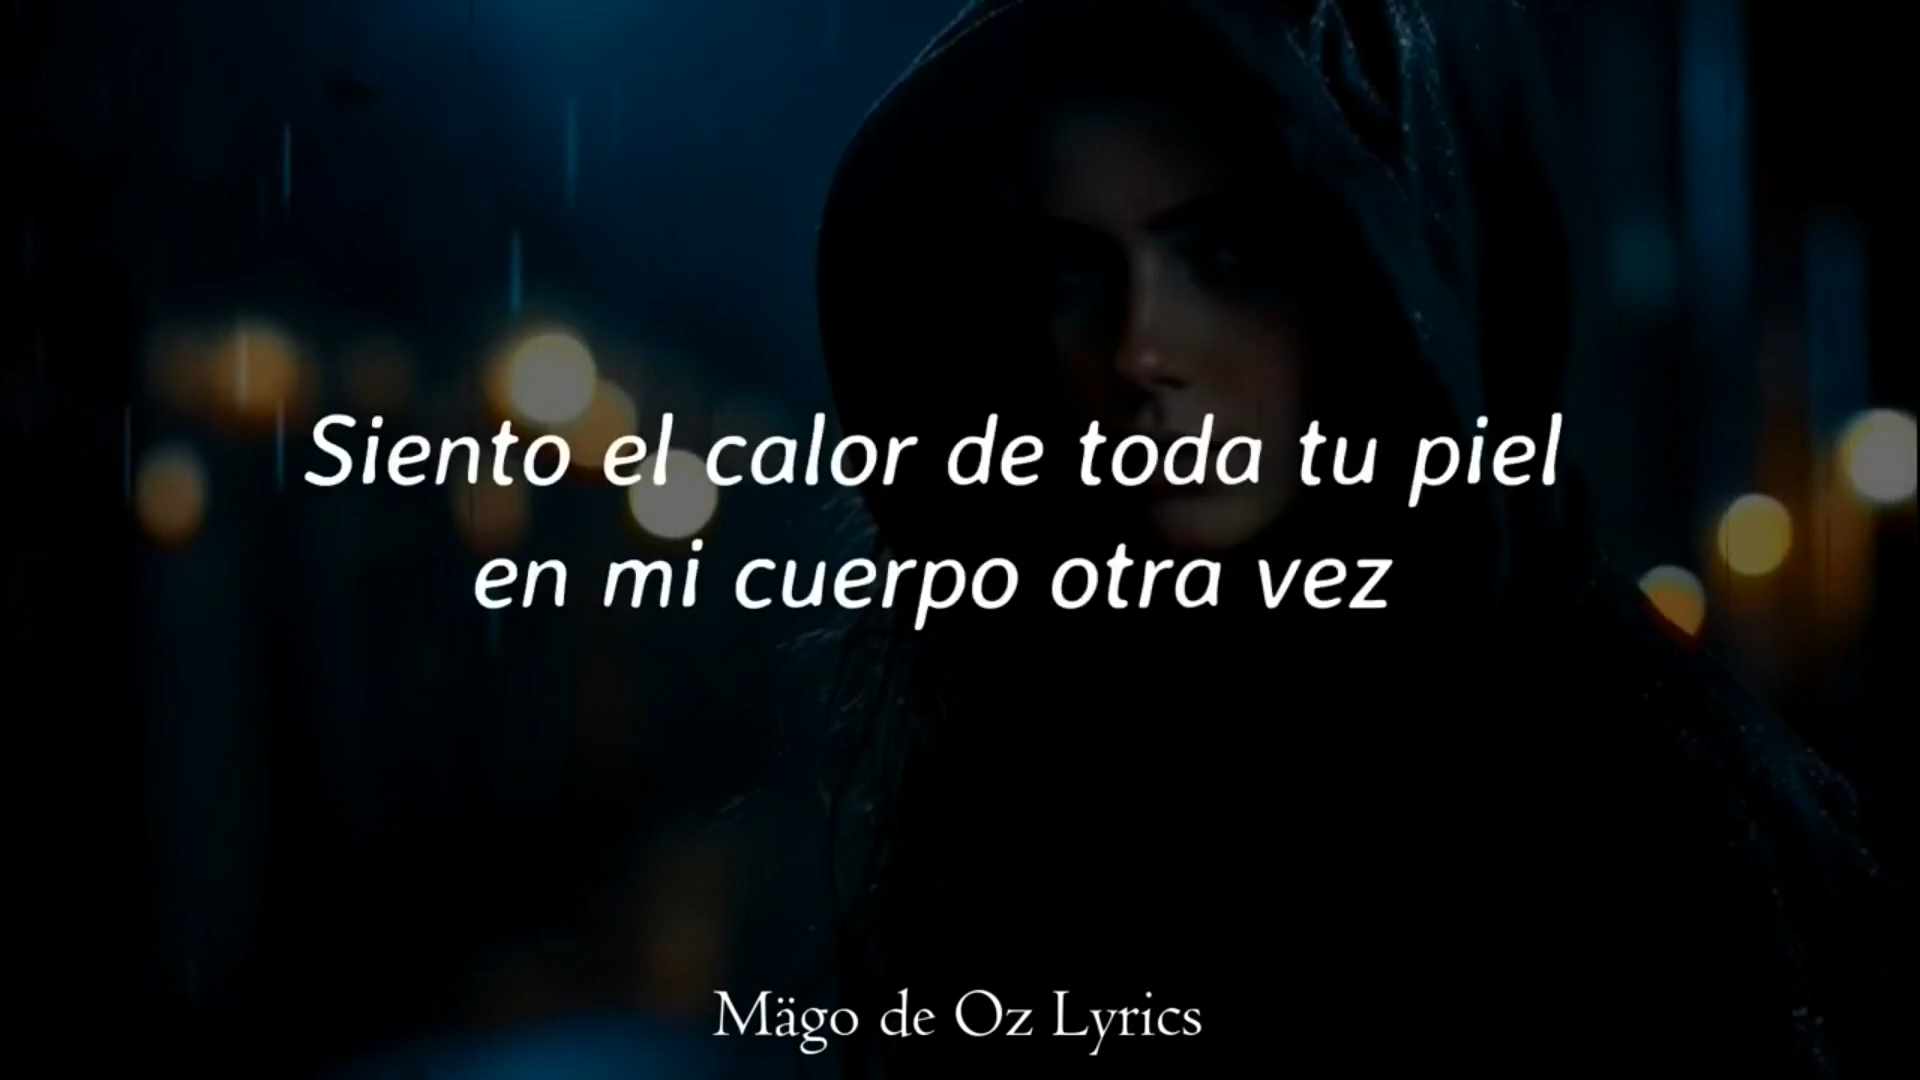 Siento el calor de toda tu piel
en mi cuerpo otra vez
Mägo de Oz Lyrics